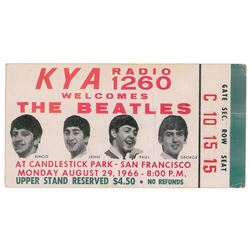 KYA RADIO 1260
WELCOMES
THE BEATLES
RINGO JOHN PAUL GEORGE
AT CANDLESTICK PARK - SAN FRANCISCO
MONDAY AUGUST 29, 1966 - 8:00 P.M.
UPPER STAND RESERVED $4.50 • NO REFUNDS
GATE SEC. ROW SEAT
C 10 15 15